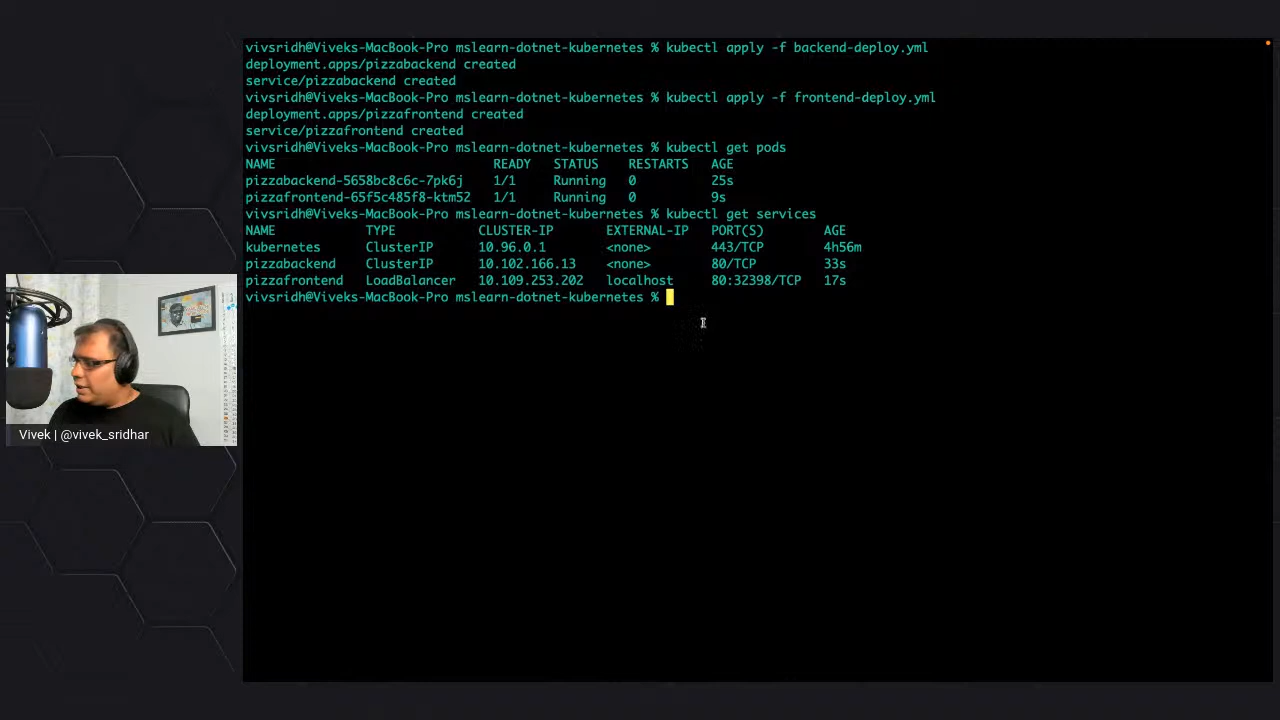 vivsridh@Viveks-MacBook-Pro mslearn-dotnet-kubernetes % kubectl apply -f backend-deploy.yml
deployment.apps/pizzabackend created
service/pizzabackend created
vivsridh@Viveks-MacBook-Pro mslearn-dotnet-kubernetes % kubectl apply -f frontend-deploy.yml
deployment.apps/pizzafrontend created
service/pizzafrontend created
vivsridh@Viveks-MacBook-Pro mslearn-dotnet-kubernetes % kubectl get pods
NAME READY STATUS RESTARTS AGE
pizzabackend-5658bc8c6c-7pk6j 1/1 Running 0 25s
pizzafrontend-65f5c485f8-ktm52 1/1 Running 0 9s
vivsridh@Viveks-MacBook-Pro mslearn-dotnet-kubernetes % kubectl get services
NAME TYPE CLUSTER-IP EXTERNAL-IP PORT(S) AGE
kubernetes ClusterIP 10.96.0.1 <none> 443/TCP 4h56m
pizzabackend ClusterIP 10.102.166.13 <none> 80/TCP 33s
pizzafrontend LoadBalancer 10.109.253.202 localhost 80:32398/TCP 17s
vivsridh@Viveks-MacBook-Pro mslearn-dotnet-kubernetes %
Vivek | @vivek_sridhar